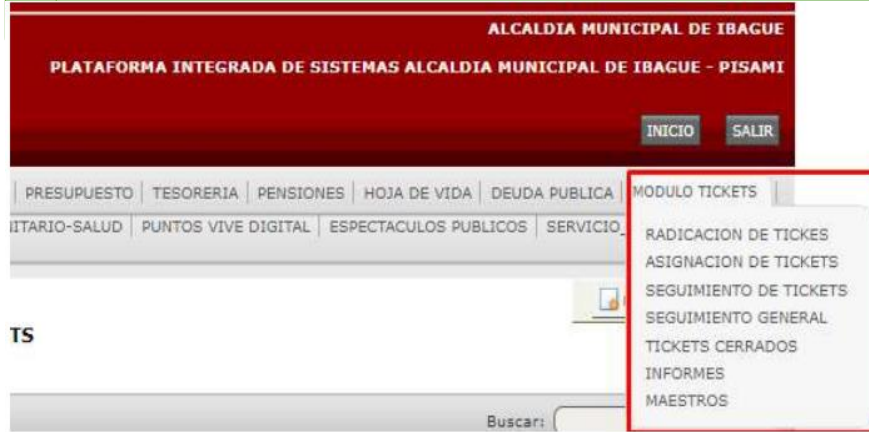 ALCALDIA MUNICIPAL DE IBAGUE
PLATAFORMA INTEGRADA DE SISTEMAS ALCALDIA MUNICIPAL DE IBAGUE - PISAMI
INICIO SALIR
PRESUPUESTO TESORERIA PENSIONES HOJA DE VIDA DEUDA PUBLICA MODULO TICKETS
ITARIO-SALUD PUNTOS VIVE DIGITAL ESPECTACULOS PUBLICOS SERVICIO_
RADICACION DE TICKES
ASIGNACION DE TICKETS
SEGUIMIENTO DE TICKETS
SEGUIMIENTO GENERAL
TICKETS CERRADOS
INFORMES
MAESTROS
TS
Buscar: